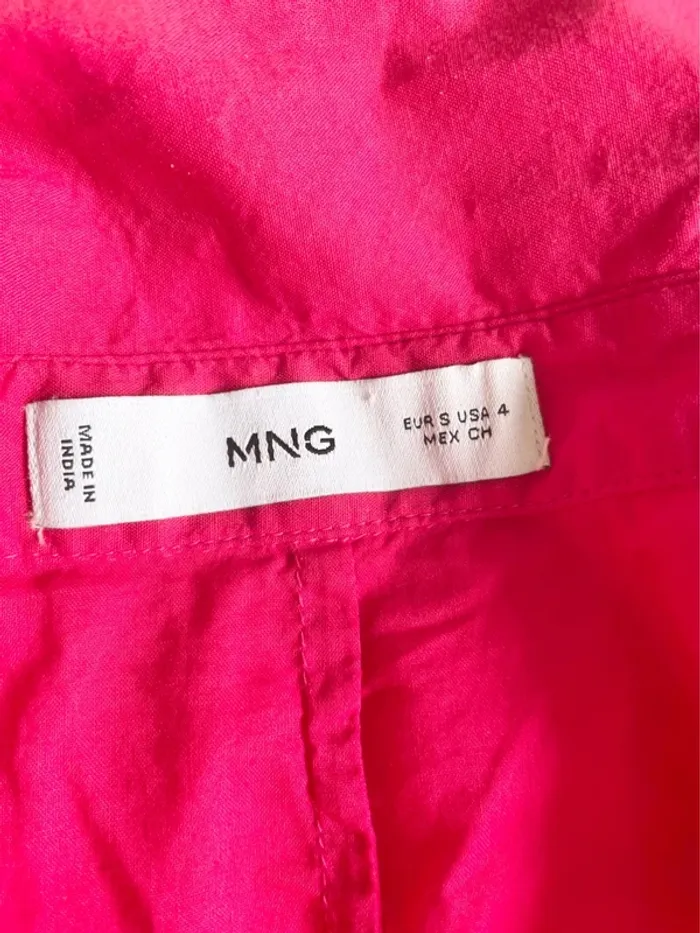 MADE IN
INDIA
MNG
EUR S USA 4
MEX CH